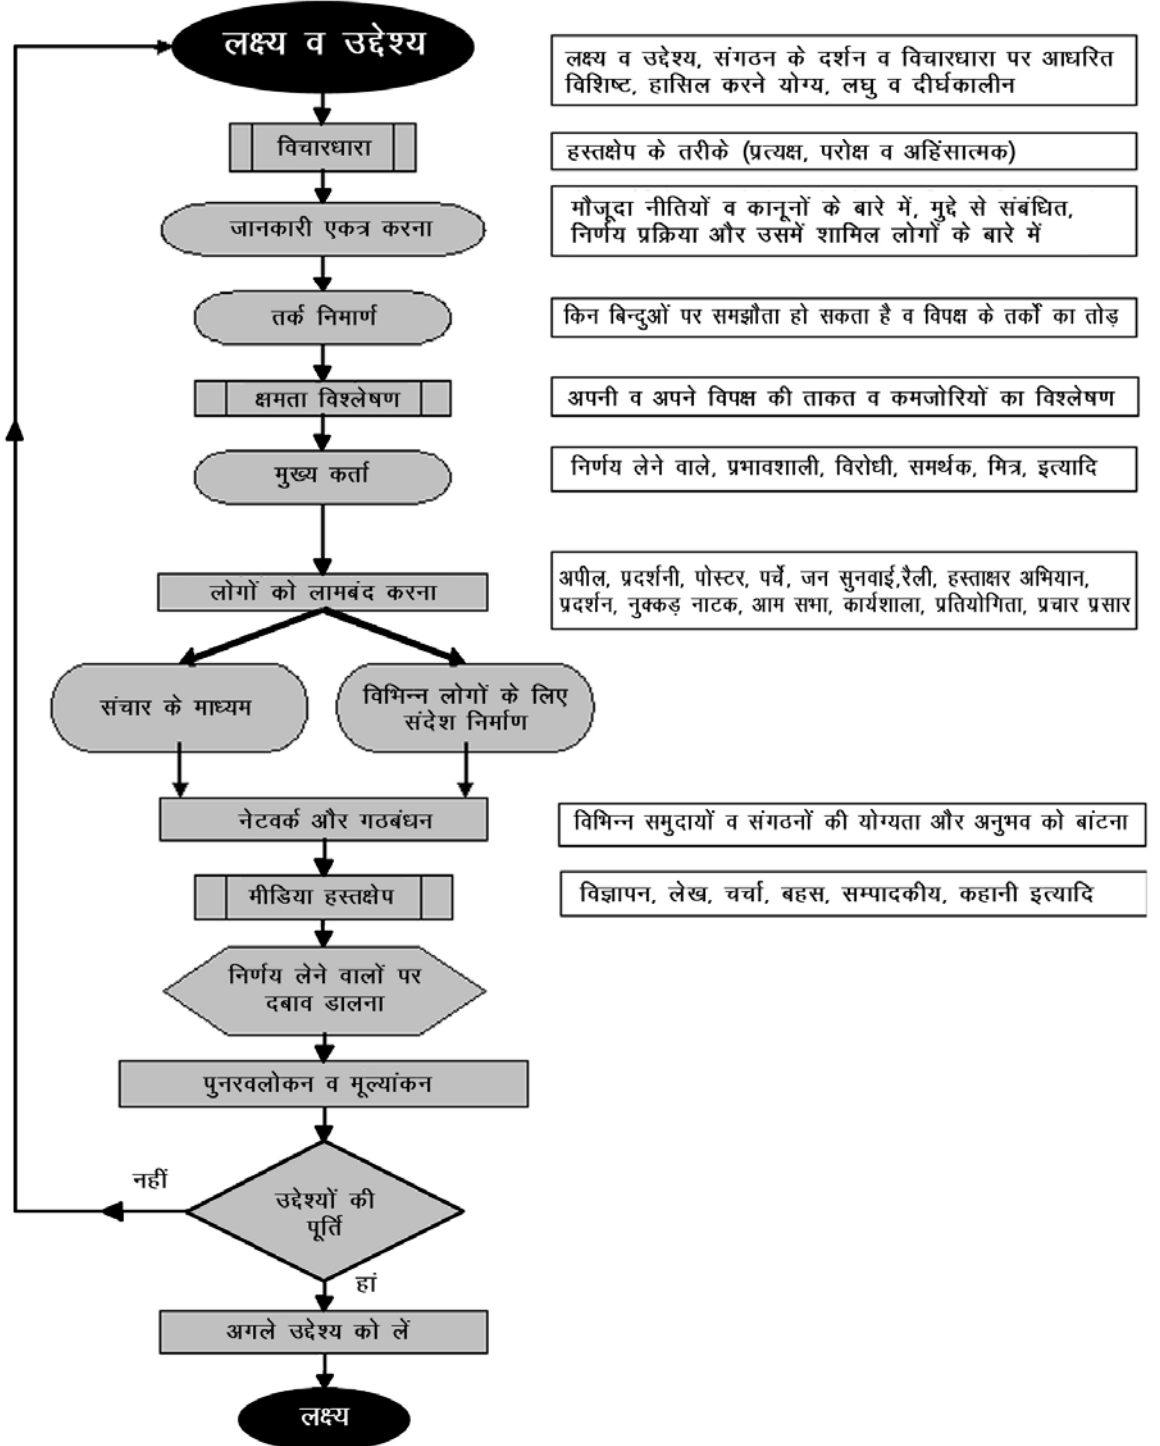 लक्ष्य व उद्देश्य
लक्ष्य व उद्देश्य, संगठन के दर्शन व विचारधारा पर आधरित
विशिष्ट, हासिल करने योग्य, लघु व दीर्घकालीन
विचारधारा
हस्तक्षेप के तरीके (प्रत्यक्ष, परोक्ष व अहिंसात्मक)
जानकारी एकत्र करना
मौजूदा नीतियों व कानूनों के बारे में, मुद्दे से संबंधित,
निर्णय प्रक्रिया और उसमें शामिल लोगों के बारे में
तर्क निमार्ण
किन बिन्दुओं पर समझौता हो सकता है व विपक्ष के तर्कों का तोड़
क्षमता विश्लेषण
अपनी व अपने विपक्ष की ताकत व कमजोरियों का विश्लेषण
मुख्य कर्ता
निर्णय लेने वाले, प्रभावशाली, विरोधी, समर्थक, मित्र, इत्यादि
लोगों को लामबंद करना
अपील, प्रदर्शनी, पोस्टर, पर्चे, जन सुनवाई,रैली, हस्ताक्षर अभियान,
प्रदर्शन, नुक्कड़ नाटक, आम सभा, कार्यशाला, प्रतियोगिता, प्रचार प्रसार
संचार के माध्यम
विभिन्न लोगों के लिए
संदेश निर्माण
नेटवर्क और गठबंधन
विभिन्न समुदायों व संगठनों की योग्यता और अनुभव को बांटना
मीडिया हस्तक्षेप
विज्ञापन, लेख, चर्चा, बहस, सम्पादकीय, कहानी इत्यादि
निर्णय लेने वालों पर
दबाव डालना
पुनरवलोकन व मूल्यांकन
नहीं
उद्देश्यों की
पूर्ति
हां
अगले उद्देश्य को लें
लक्ष्य